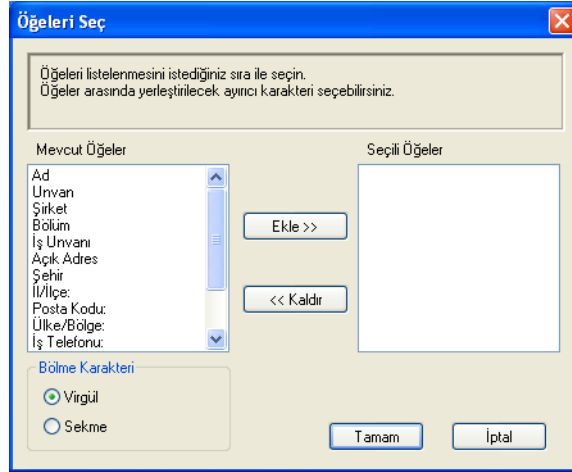 Öğeleri Seç
Öğeleri listelenmesini istediğiniz sıra ile seçin.
Öğeler arasında yerleştirilecek ayırıcı karakteri seçebilirsiniz.
Mevcut Öğeler
Seçili Öğeler
Ad
Unvan
Şirket
Bölüm
İş Unvanı
Açık Adres
Şehir
İl/İlçe:
Posta Kodu:
Ülke/Bölge:
İş Telefonu:
Ekle >>
<< Kaldır
Bölme Karakteri
Virgül
Sekme
Tamam
İptal